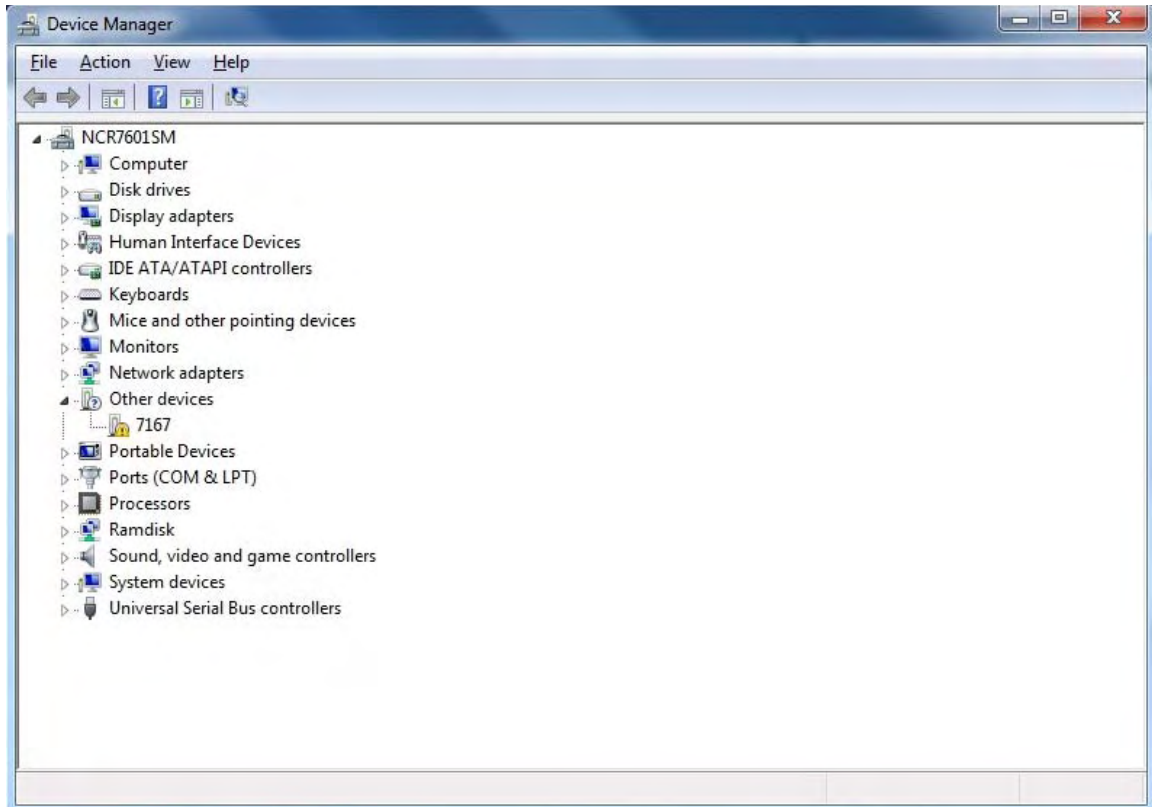 Device Manager
File Action View Help
NCR7601SM
Computer
Disk drives
Display adapters
Human Interface Devices
IDE ATA/ATAPI controllers
Keyboards
Mice and other pointing devices
Monitors
Network adapters
Other devices
7167
Portable Devices
Ports (COM & LPT)
Processors
Ramdisk
Sound, video and game controllers
System devices
Universal Serial Bus controllers